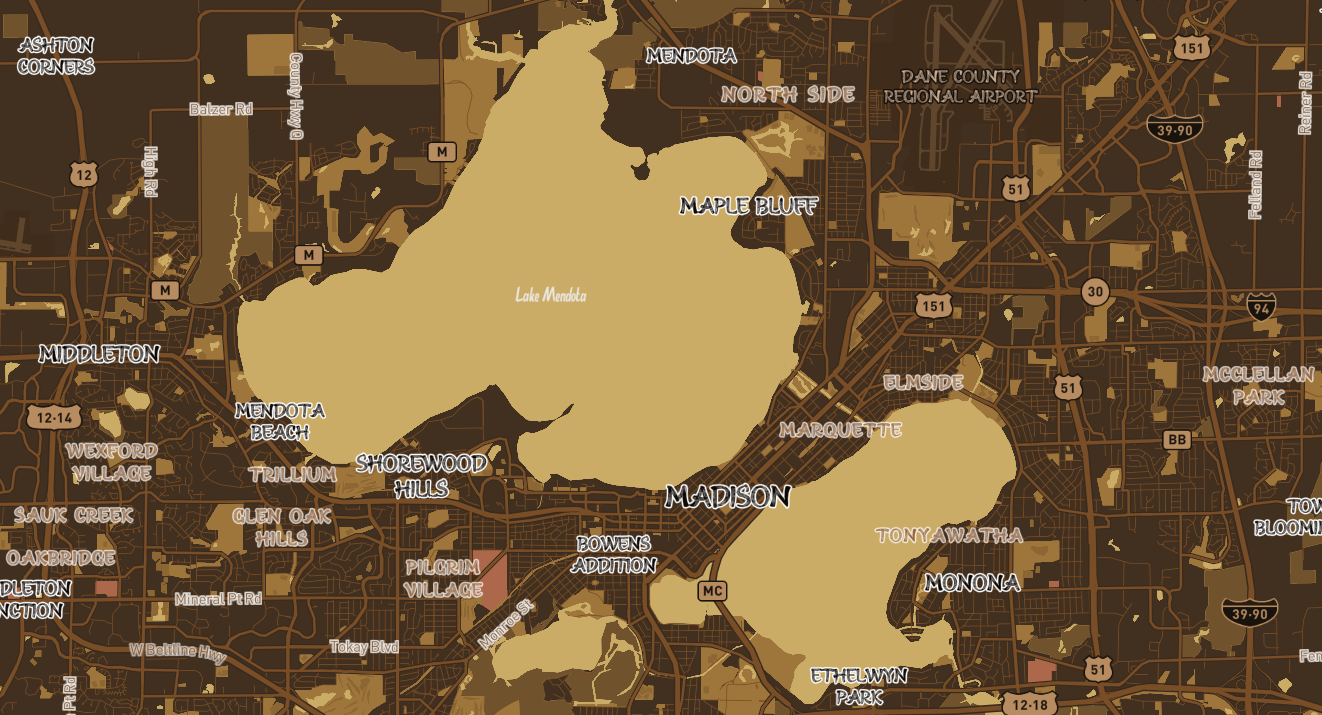 ASHTON
CORNERS
MENDOTA
151
DANE COUNTY
REGIONAL AIRPORT
NORTH SIDE
County Hwy Q
Balzer Rd
Reiner Rd
39-90
M
High Rd
12
51
Felland Rd
MAPLE BLUFF
M
M
Lake Mendota
30
151
94
MIDDLETON
ELMSIDE
MCCLELLAN
PARK
51
12-14
MENDOTA
BEACH
MARQUETTE
BB
WEXFORD
VILLAGE
TRILLIUM
SHOREWOOD
HILLS
MADISON
SAUK CREEK
GLEN OAK
HILLS
TOW
BLOOMIN
TONYAWATHA
OAKBRIDGE
BOWENS
ADDITION
PILGRIM
VILLAGE
DLETON
NCTION
MONONA
MC
Mineral Pt Rd
39-90
Monroe St
W Beltline Hwy
Tokay Blvd
Fen
51
ETHELWYN
PARK
Pt Rd
12-18